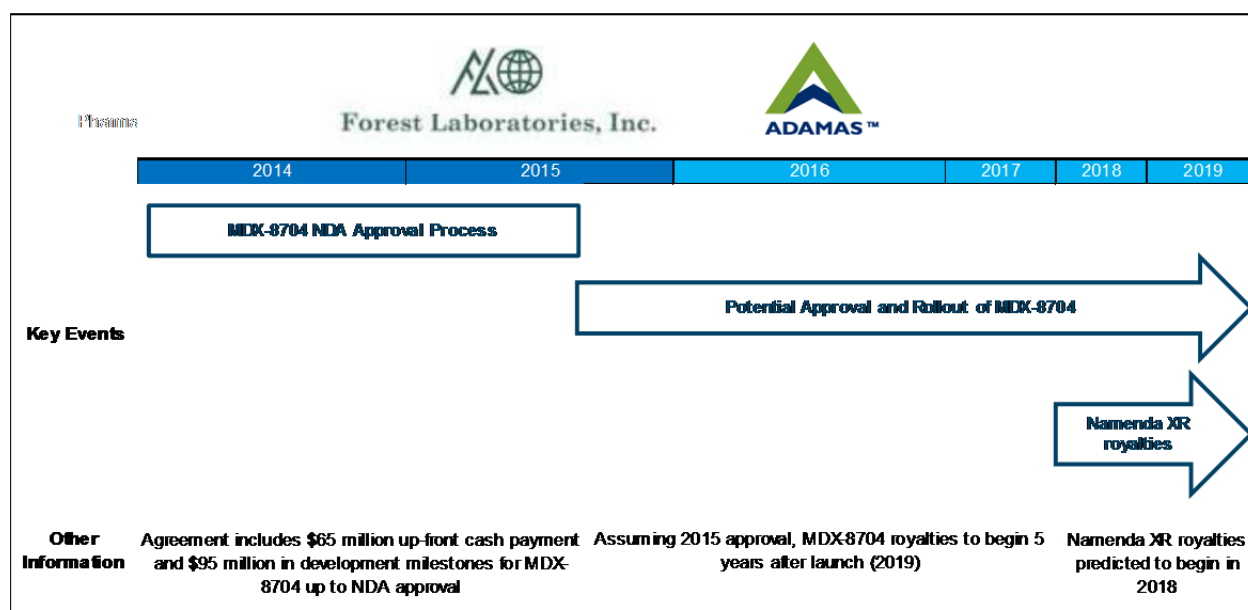 Forest Laboratories, Inc.
ADAMAS™
Pharma
2014 2015 2016 2017 2018 2019
MDX-8704 NDA Approval Process
Potential Approval and Rollout of MDX-8704
Key Events
Namenda XR
royalties
Other
Information
Agreement includes $65 million up-front cash payment
and $95 million in development milestones for MDX-
8704 up to NDA approval
Assuming 2015 approval, MDX-8704 royalties to begin 5
years after launch (2019)
Namenda XR royalties
predicted to begin in
2018